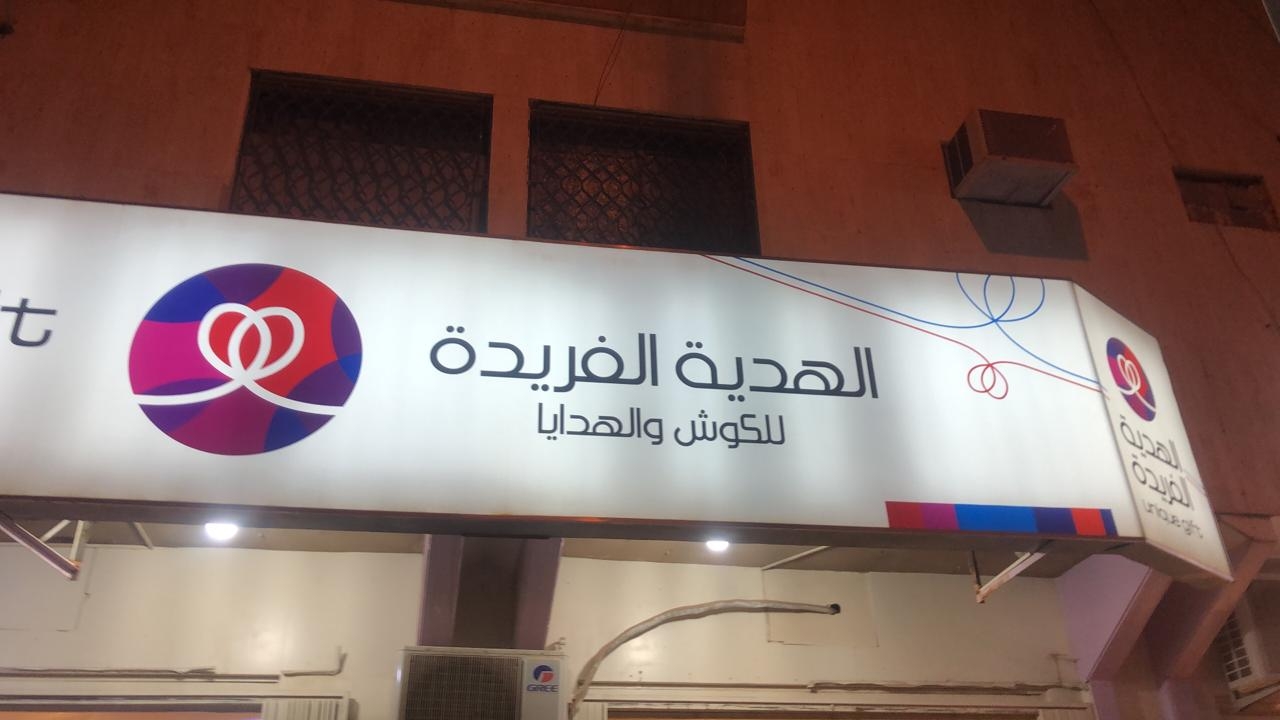 الهدية الفريدة
للكوش والهدايا
الهدية
الفريدة
unique gift
GREE